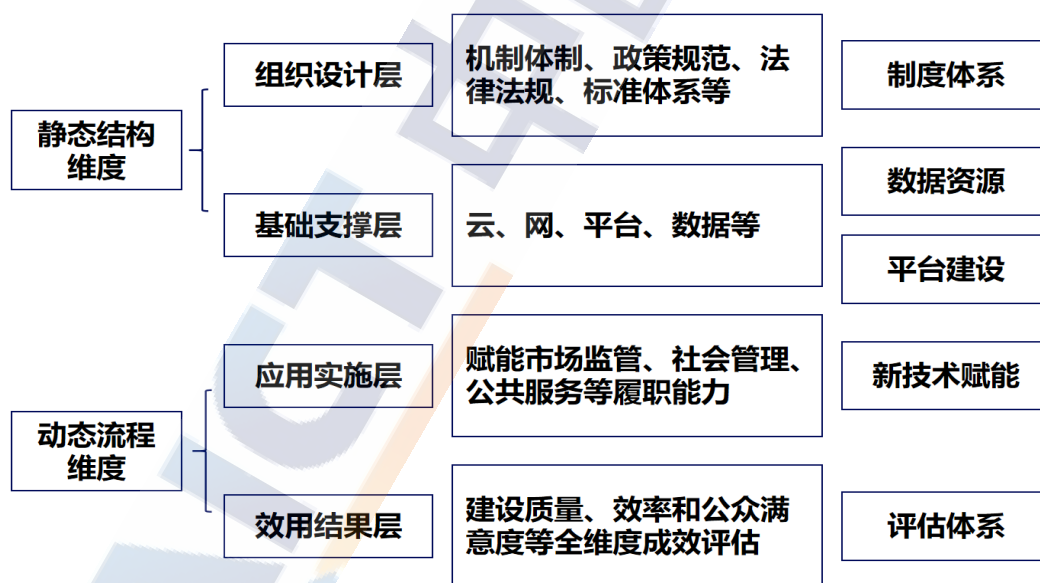 静态结构
维度
组织设计层
机制体制、政策规范、法
律法规、标准体系等
制度体系
基础支撑层
云、网、平台、数据等
数据资源
平台建设
动态流程
维度
应用实施层
赋能市场监管、社会管理、
公共服务等履职能力
新技术赋能
效用结果层
建设质量、效率和公众满
意度等全维度成效评估
评估体系